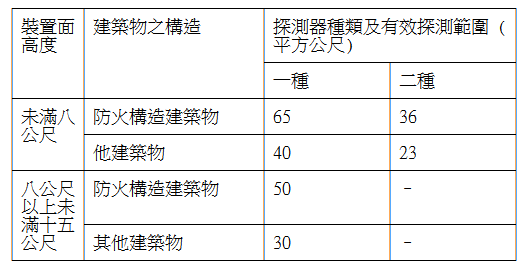 裝置面 建築物之構造 探測器種類及有效探測範圍 (
高度 平方公尺)
一種 二種
未滿八 防火構造建築物 65 36
公尺
他建築物 40 23
八公尺 防火構造建築物 50 -
以上未
滿十五
公尺 其他建築物 30 -